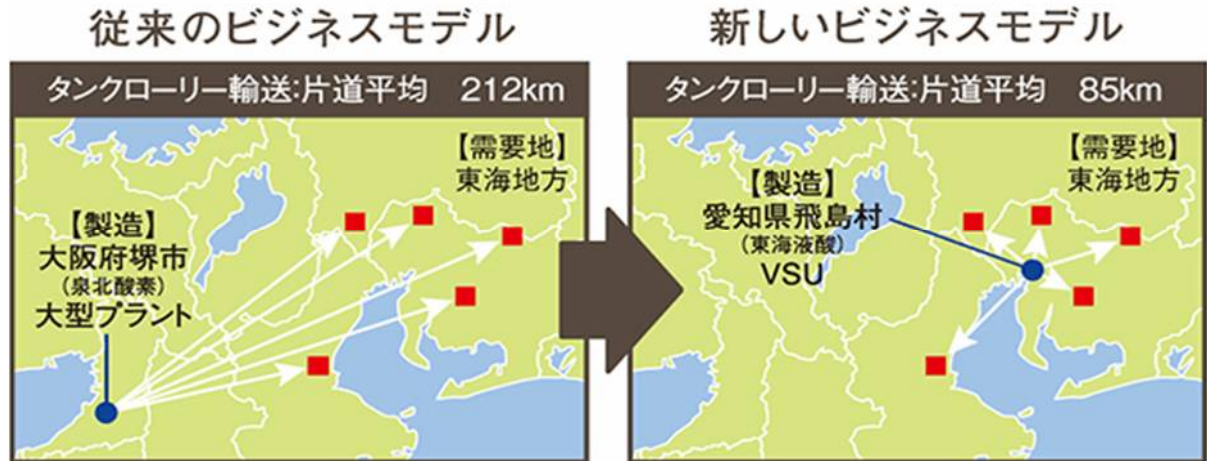 従来のビジネスモデル
タンクローリー輸送:片道平均 212km
【需要地】
東海地方
【製造】
大阪府堺市
(泉北酸素)
大型プラント
新しいビジネスモデル
タンクローリー輸送:片道平均 85km
【需要地】
東海地方
【製造】
愛知県飛島村
(東海液酸)
VSU